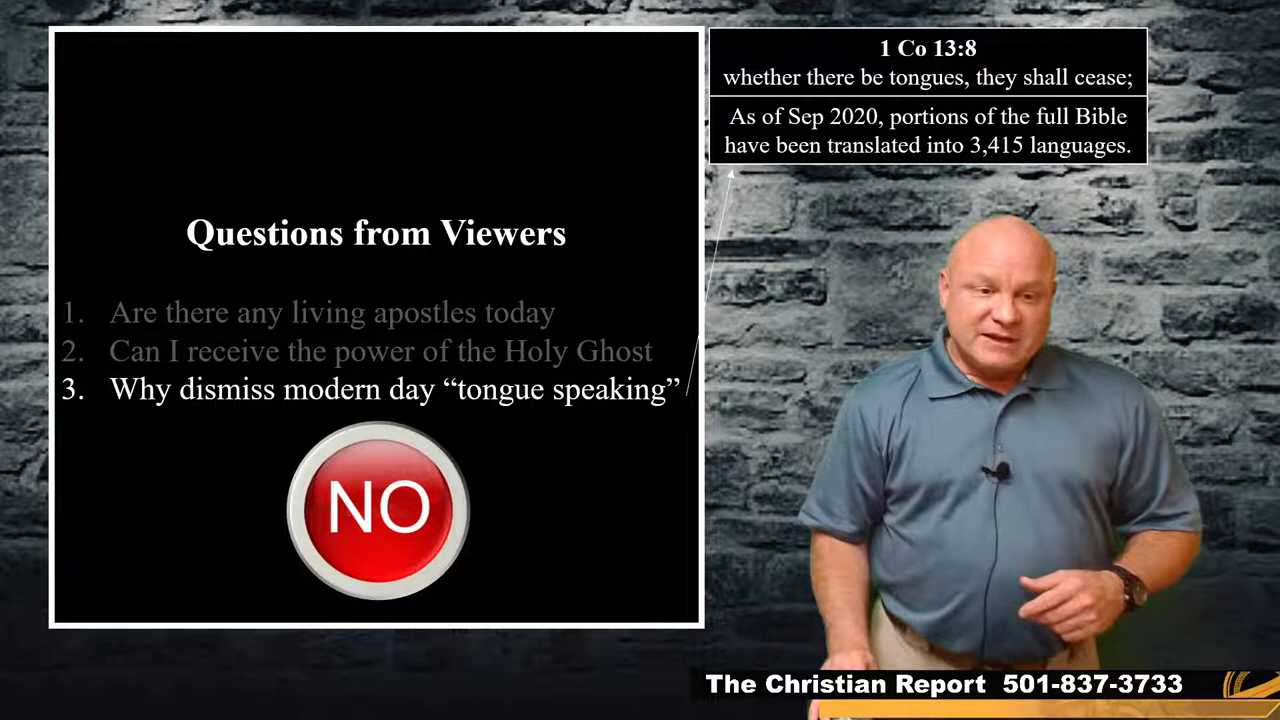 1 Co 13:8
whether there be tongues, they shall cease;
As of Sep 2020, portions of the full Bible
have been translated into 3,415 languages.
Questions from Viewers
1. Are there any living apostles today
2. Can I receive the power of the Holy Ghost
3. Why dismiss modern day “tongue speaking”
NO
The Christian Report 501-837-3733